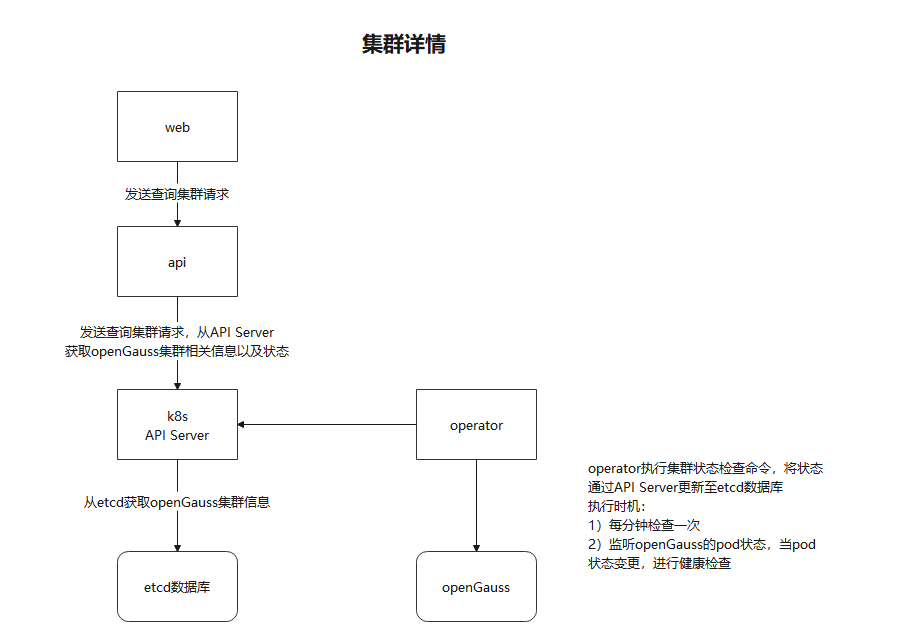 集群详情
web
发送查询集群请求
api
发送查询集群请求，从API Server
获取openGauss集群相关信息以及状态
k8s
API Server
operator
从etcd获取openGauss集群信息
etcd数据库
openGauss
operator执行集群状态检查命令，将状态
通过API Server更新至etcd数据库
执行时机：
1）每分钟检查一次
2）监听openGauss的pod状态，当pod
状态变更，进行健康检查